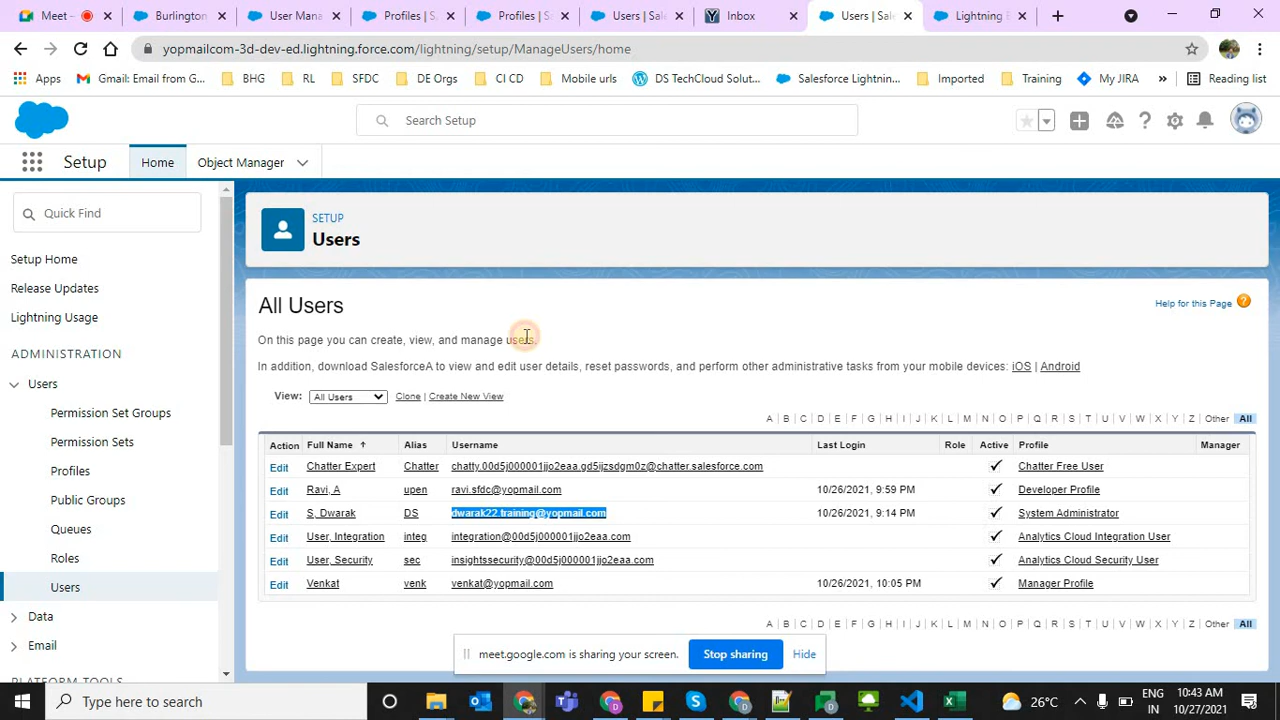 Meet —
Burlington
User Mana
Profiles | S
Profiles | S
Users | Sal
Inbox
Users | Sal
Lightning E
yopmailcom-3d-dev-ed.lightning.force.com/lightning/setup/ManageUsers/home
Apps
Gmail: Email from G...
BHG
RL
SFDC
DE Orgs
CI CD
Mobile urls
DS TechCloud Solut...
Salesforce Lightnin...
Imported
Training
My JIRA
»
Reading list
Search Setup
Setup
Home
Object Manager
Quick Find
Setup Home
Release Updates
Lightning Usage
ADMINISTRATION
Users
Permission Set Groups
Permission Sets
Profiles
Public Groups
Queues
Roles
Users
Data
Email
PLATFORM TOOLS
SETUP
Users
All Users
Help for this Page
On this page you can create, view, and manage users.
In addition, download SalesforceA to view and edit user details, reset passwords, and perform other administrative tasks from your mobile devices: iOS | Android
View: All Users Clone | Create New View
A B C D E F G H I J K L M N O P Q R S T U V W X Y Z Other All
Action Full Name Alias Username Last Login Role Active Profile Manager
Edit Chatter Expert Chatter chatty.00d5j000001jjo2eaa.gd5ijzsdgm0z@chatter.salesforce.com Chatter Free User
Edit Ravi, A upen ravi.sfdc@yopmail.com 10/26/2021, 9:59 PM Developer Profile
Edit S, Dwarak DS dwarak22.training@yopmail.com 10/26/2021, 9:14 PM System Administrator
Edit User, Integration integ integration@00d5j000001jjo2eaa.com Analytics Cloud Integration User
Edit User, Security sec insightssecurity@00d5j000001jjo2eaa.com Analytics Cloud Security User
Edit Venkat venk venkat@yopmail.com 10/26/2021, 10:05 PM Manager Profile
A B C D E F G H I J K L M N O P Q R S T U V W X Y Z Other All
meet.google.com is sharing your screen. Stop sharing Hide
Type here to search
26°C
ENG
IN
10:43 AM
10/27/2021